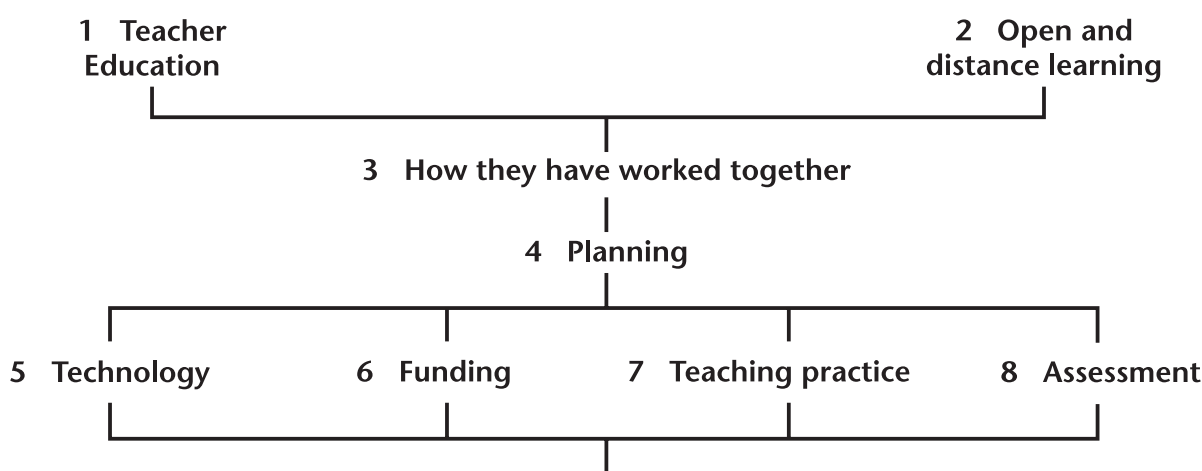 1 Teacher
Education
2 Open and
distance learning
3 How they have worked together
4 Planning
5 Technology
6 Funding
7 Teaching practice
8 Assessment